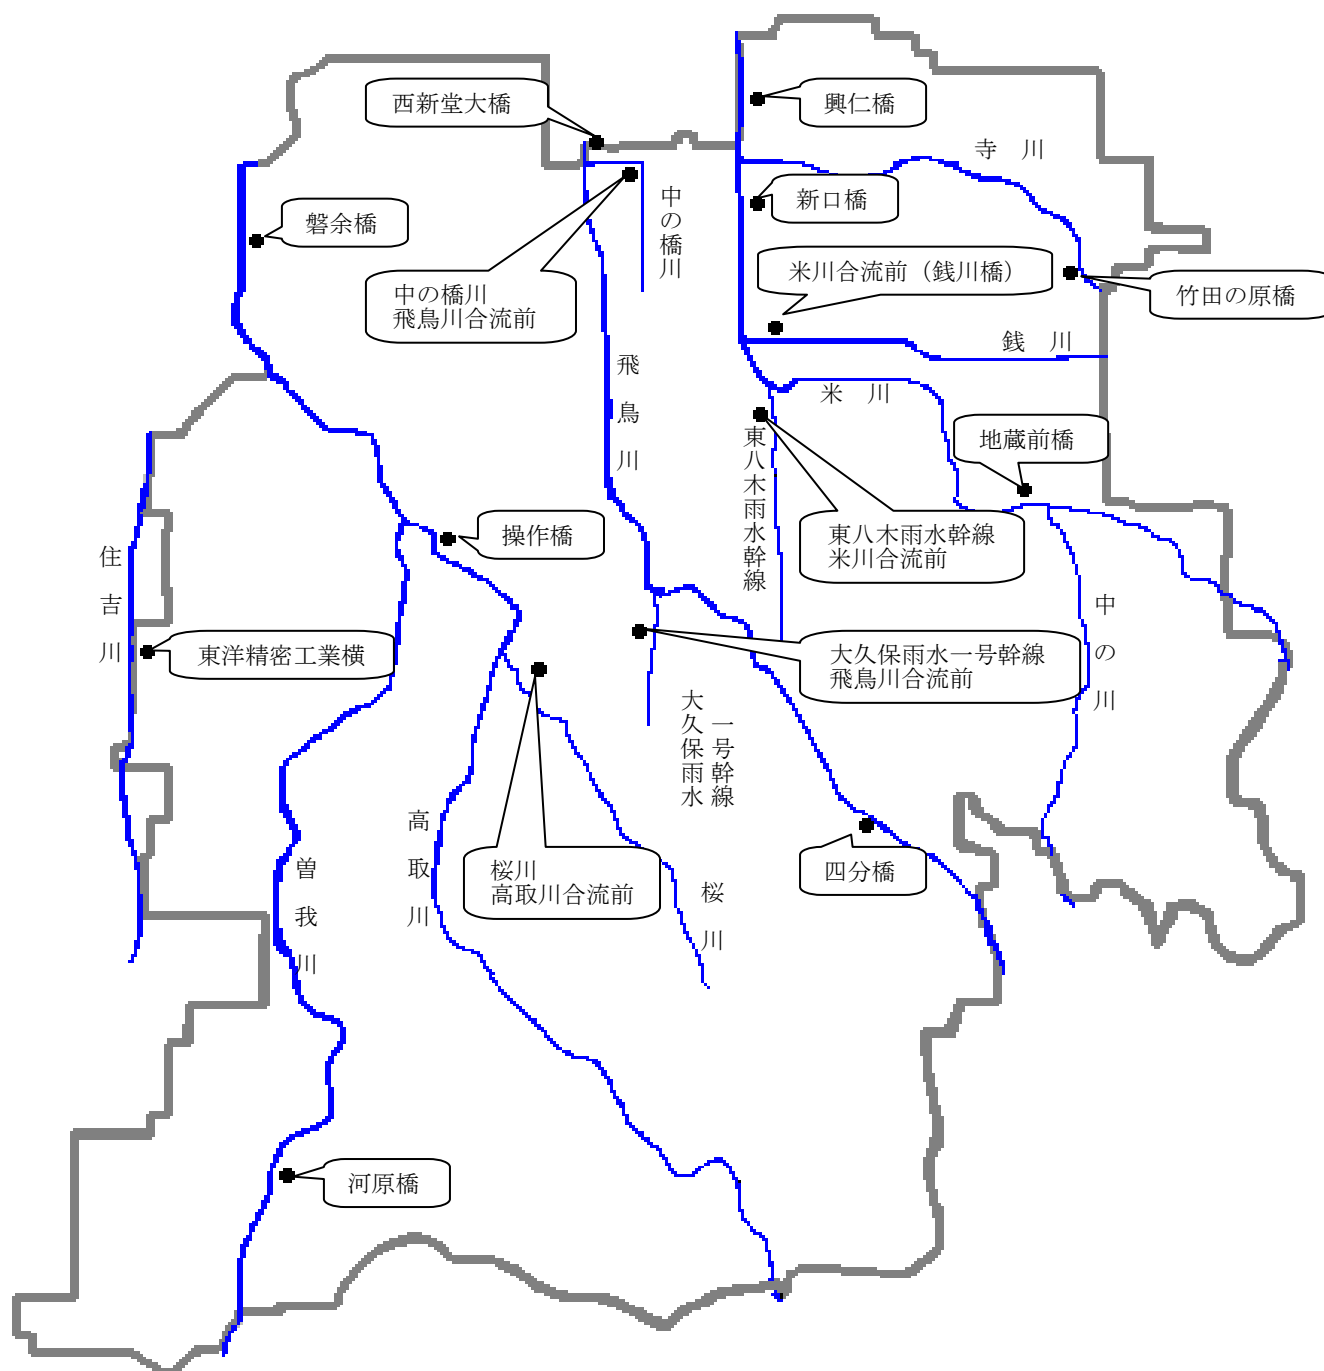 西新堂大橋
興仁橋
寺川
磐余橋
中の橋川
新口橋
米川合流前（銭川橋）
竹田の原橋
中の橋川
飛鳥川合流前
銭川
飛鳥川
米川
地蔵前橋
東八木雨水幹線
操作橋
東八木雨水幹線
米川合流前
住吉川
東洋精密工業横
大久保雨水一号幹線
飛鳥川合流前
中の川
大久保雨水
一号幹線
高取川
桜川
高取川合流前
四分橋
曽我川
桜川
河原橋